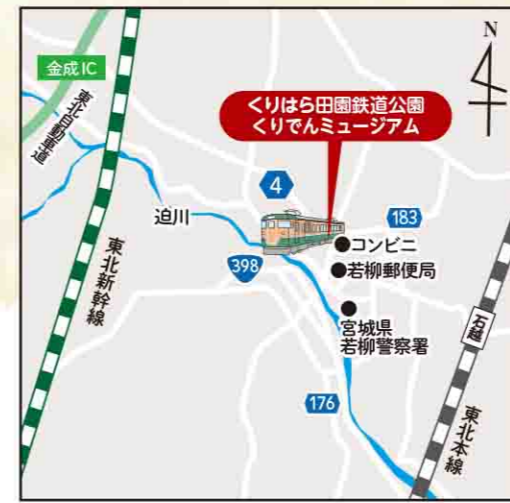 N
金成IC
東北自動車道
くりはら田園鉄道公園
くりでんミュージアム
4
迫川
183
コンビニ
398
若柳郵便局
東北新幹線
宮城県
若柳警察署
石越
176
東北本線